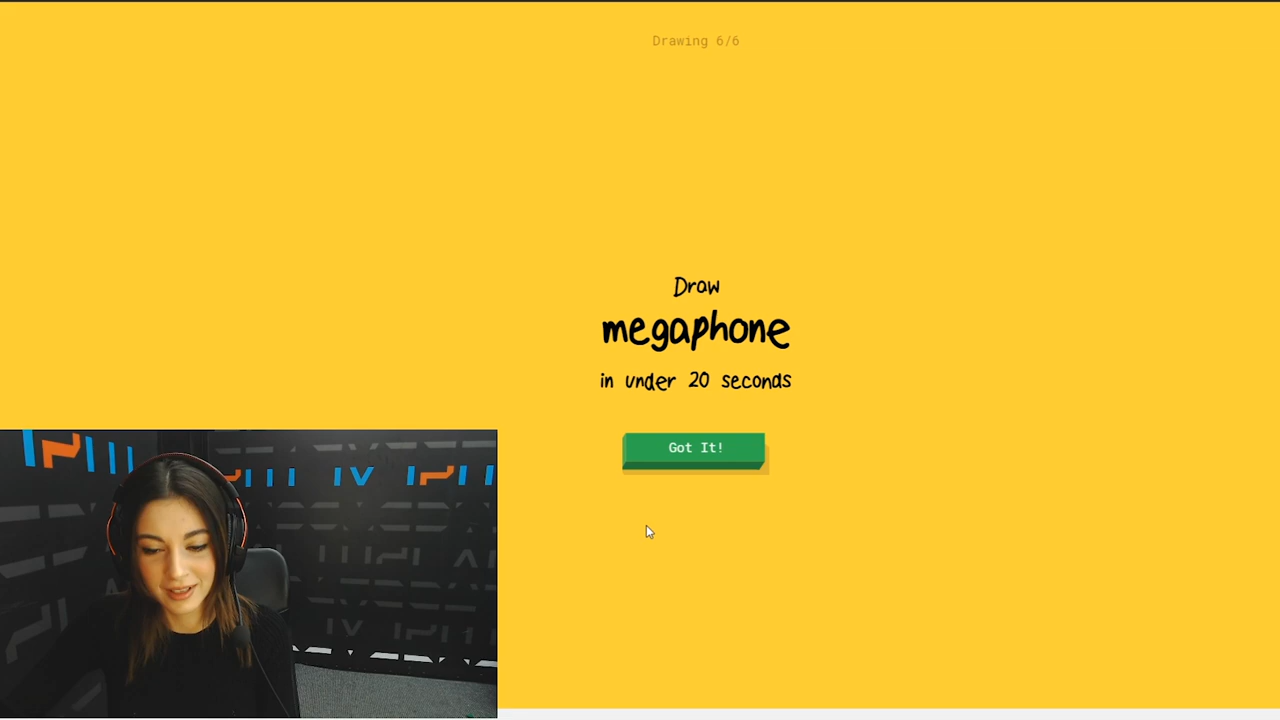 Drawing 6/6
Draw
megaphone
in under 20 seconds
Got It!